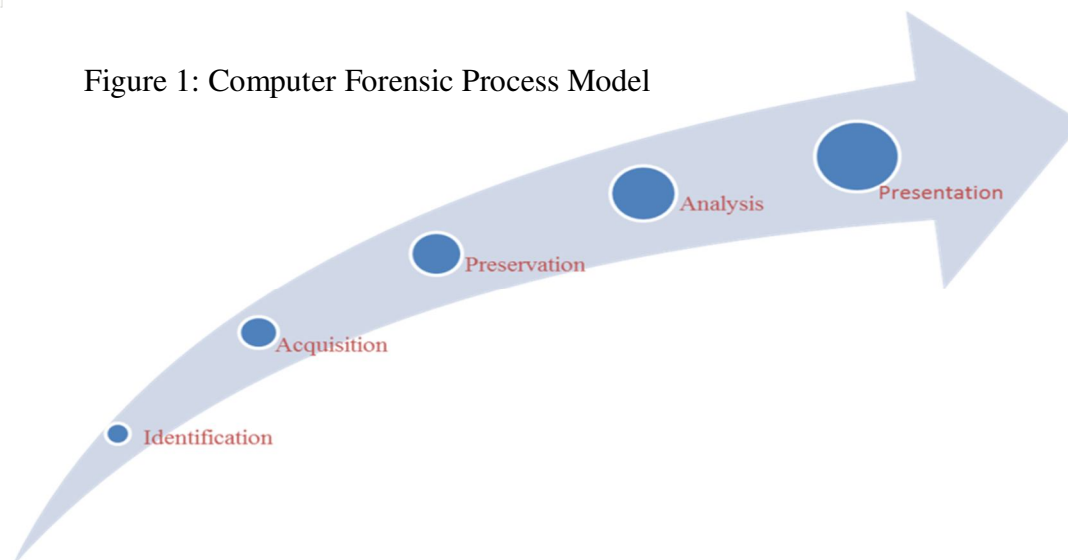 Figure 1: Computer Forensic Process Model
Presentation
Analysis
Preservation
Acquisition
Identification